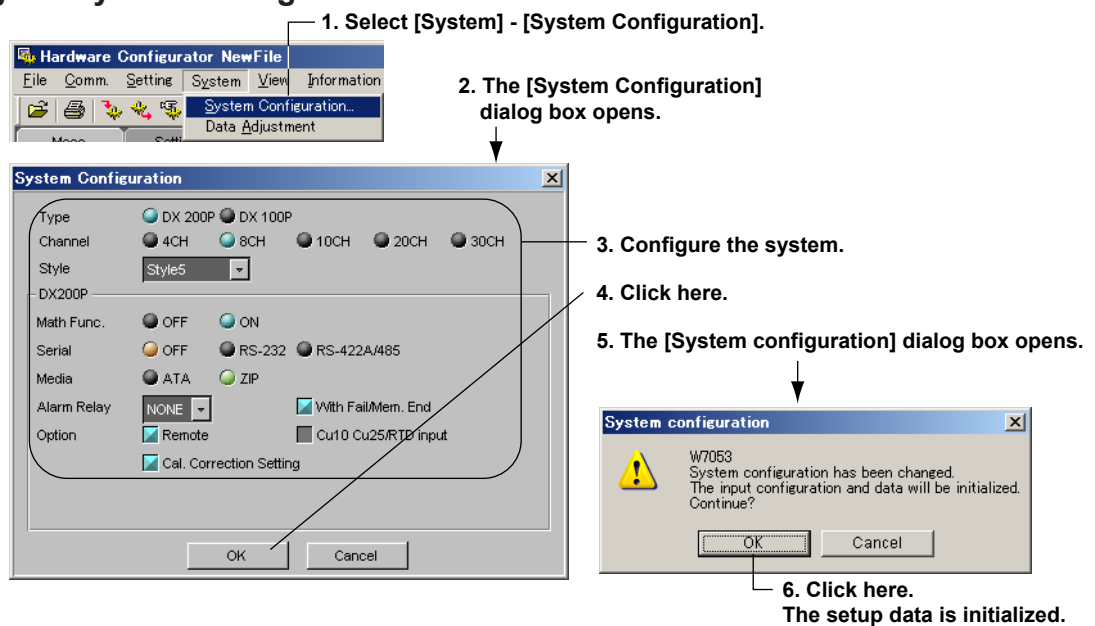 1. Select [System] - [System Configuration].
Hardware Configurator NewFile
File Comm. Setting System View Information
System Configuration...
Data Adjustment
2. The [System Configuration]
dialog box opens.
System Configuration
Type DX 200P DX 100P
Channel 4CH 8CH 10CH 20CH 30CH
Style Style5
3. Configure the system.
DX200P
4. Click here.
Math Func. OFF ON
Serial OFF RS-232 RS-422A/485
5. The [System configuration] dialog box opens.
Media ATA ZIP
Alarm Relay NONE With Fail/Mem. End
Option Remote Cu10 Cu25/RTD input
Cal. Correction Setting
OK Cancel
System configuration
W7053
System configuration has been changed.
The input configuration and data will be initialized.
Continue?
OK Cancel
6. Click here.
The setup data is initialized.